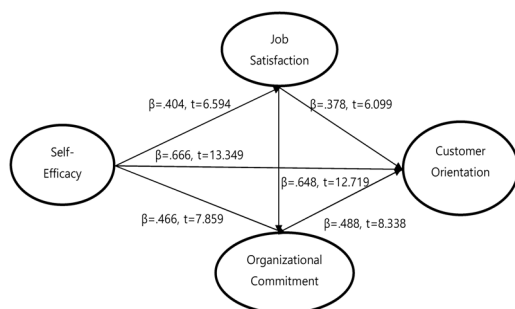 Job
Satisfaction
β=.404, t=6.594
β=.378, t=6.099
Self-
Efficacy
β=.666, t=13.349
Customer
Orientation
β=.648, t=12.719
β=.466, t=7.859
β=.488, t=8.338
Organizational
Commitment